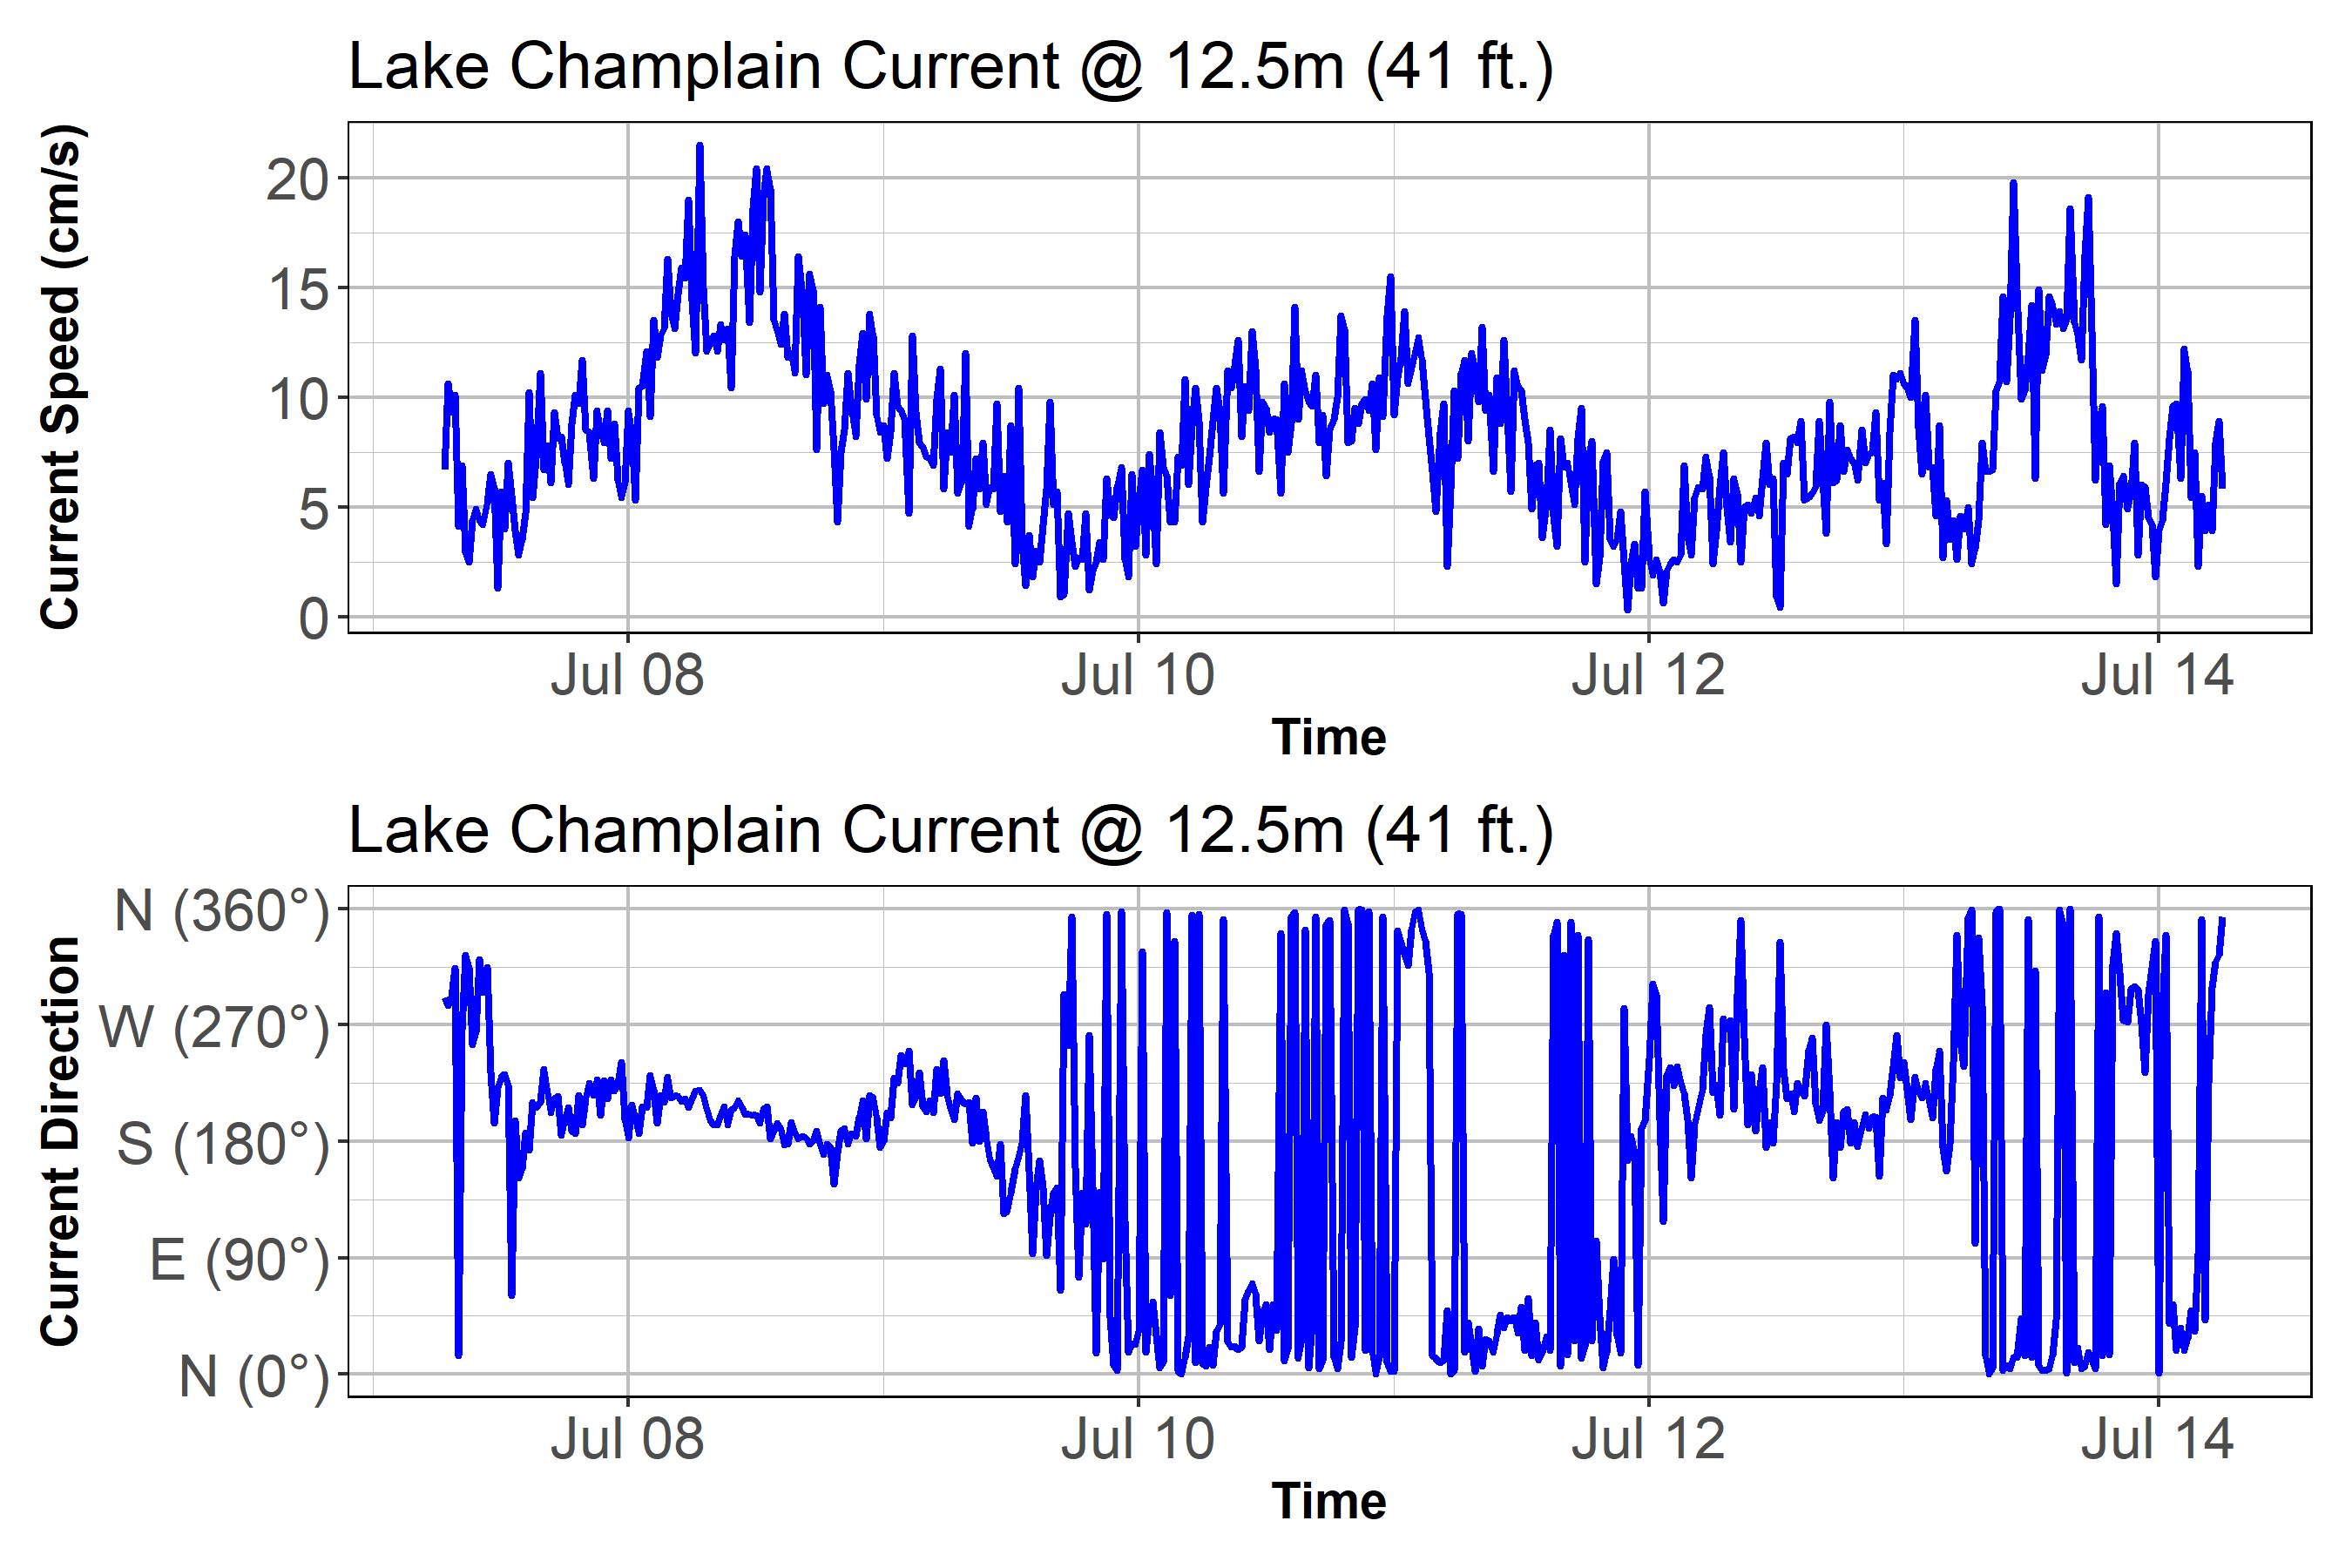 Lake Champlain Current @ 12.5m (41 ft.)
Current Speed (cm/s)
20
15
10
5
0
Jul 08 Jul 10 Jul 12 Jul 14
Time
Lake Champlain Current @ 12.5m (41 ft.)
Current Direction
N (360°)
W (270°)
S (180°)
E (90°)
N (0°)
Jul 08 Jul 10 Jul 12 Jul 14
Time